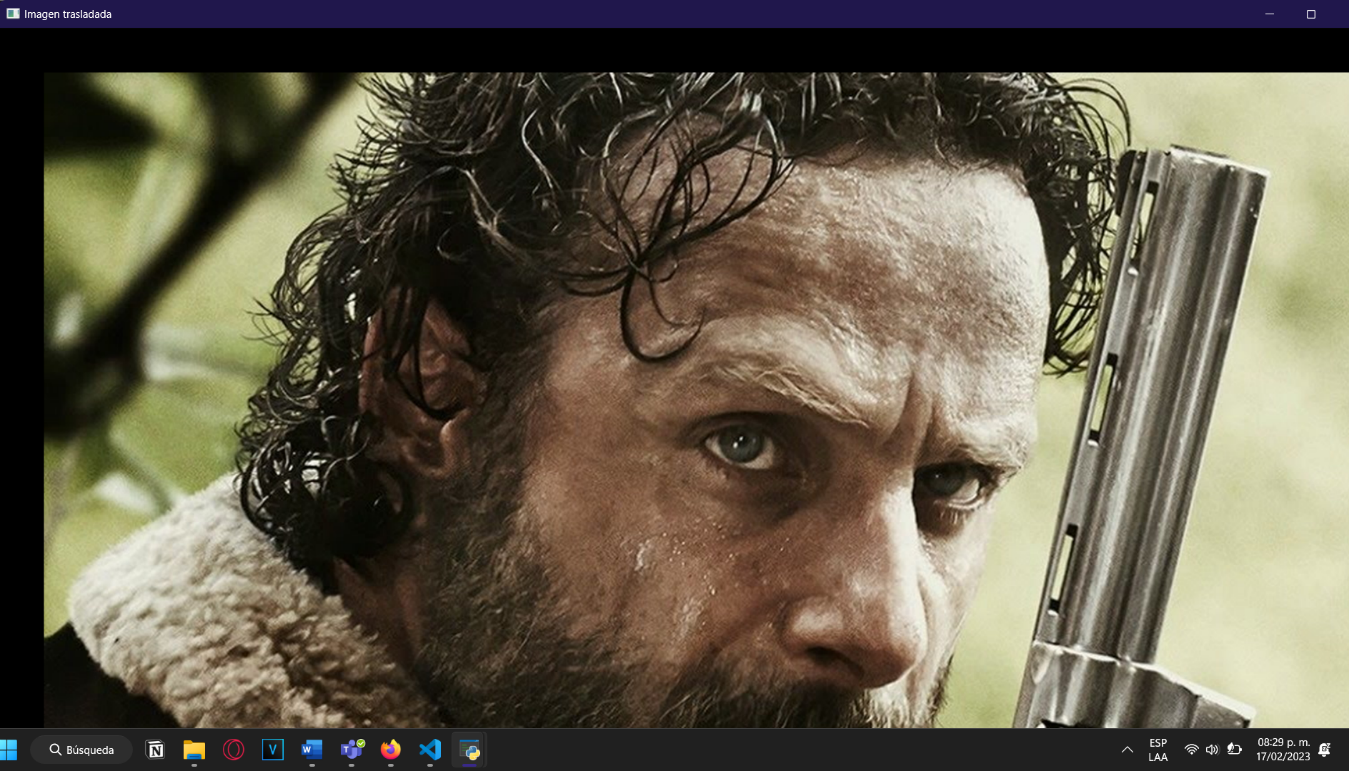 Imagen trasladada
Búsqueda
ESP
LAA
08:29 p. m.
17/02/2023